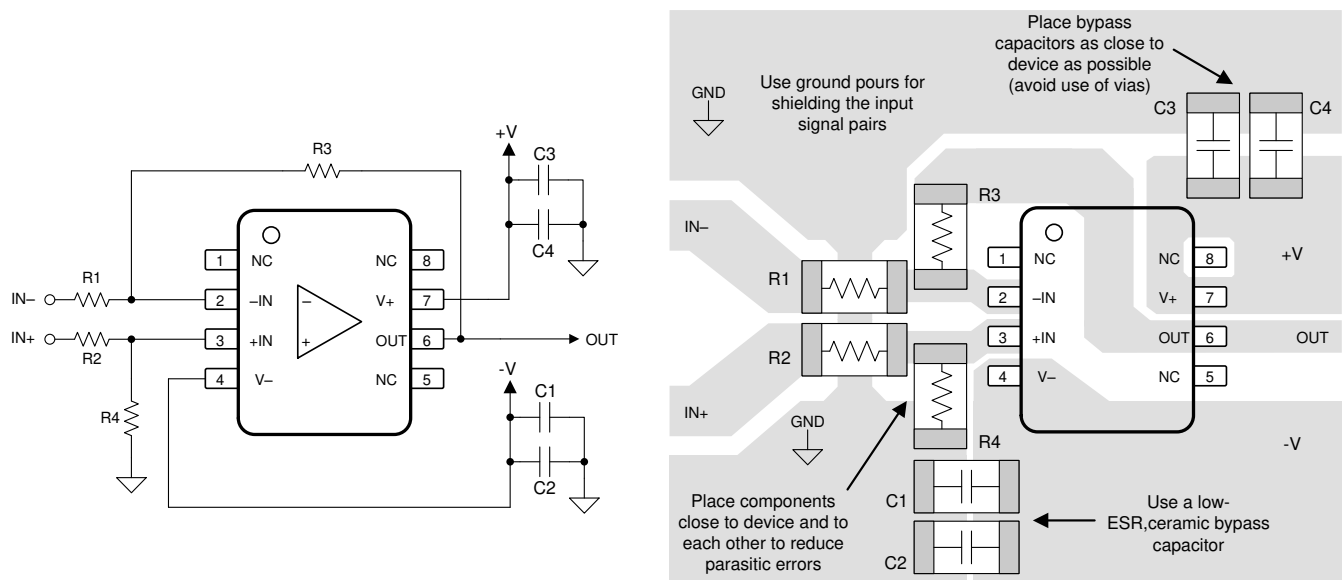 +V
R3
C3
C4
1
NC
NC
8
R1
IN–
2
–IN
–
V+
7
IN+
R2
3
+IN
+
OUT
6
OUT
4
V–
NC
5
-V
R4
C1
C2
Place bypass
capacitors as close to
device as possible
(avoid use of vias)
Use ground pours for
shielding the input
signal pairs
GND
C3
C4
R3
IN–
1
NC
NC
8
+V
R1
2
–IN
V+
7
3
+IN
OUT
6
OUT
R2
4
V–
NC
5
IN+
GND
R4
-V
Place components
close to device and to
each other to reduce
parasitic errors
C1
C2
Use a low-
ESR,ceramic bypass
capacitor